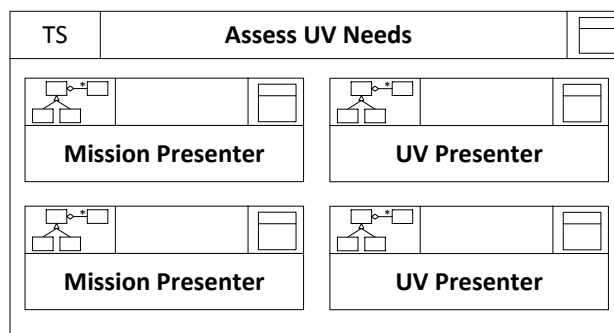 TS Assess UV Needs
* *
Mission Presenter UV Presenter
* *
Mission Presenter UV Presenter